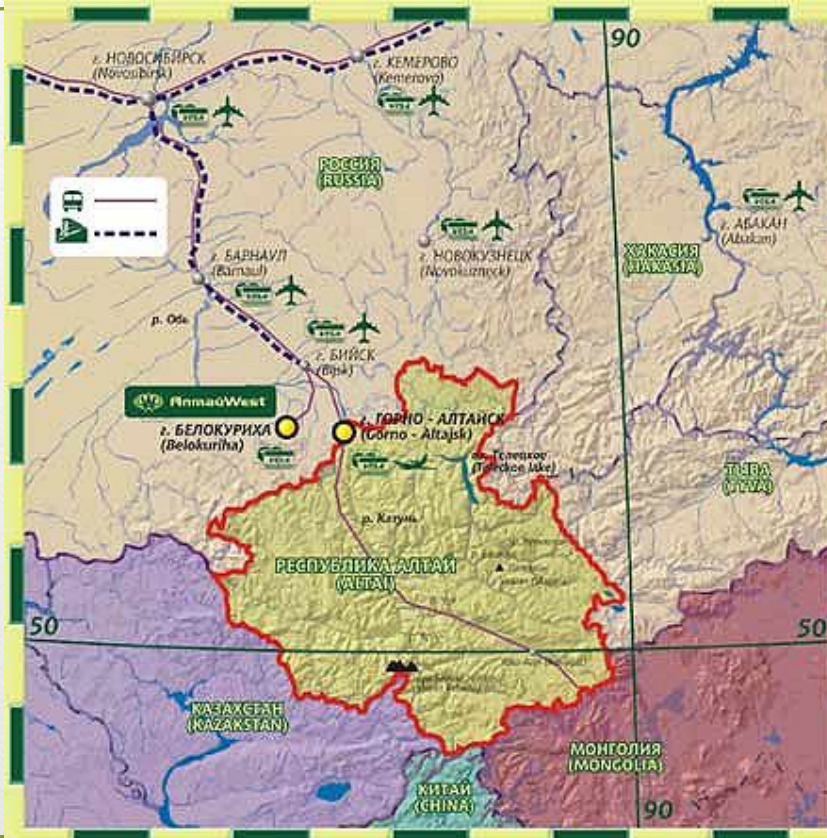 90
г. НОВОСИБИРСК
(Novosibirsk)
г. КЕМЕРОВО
(Kemerovo)
РОССИЯ
(RUSSIA)
г. АБАКАН
(Abakan)
г. НОВОКУЗНЕЦК
(Novokuzneck)
ХАКАСИЯ
(HAKASIA)
г. БАРНАУЛ
(Barnaul)
р. Обь
г. БИЙСК
(Bijsk)
АлтайWest
г. БЕЛОКУРИХА
(Belokuriha)
г. ГОРНО - АЛТАЙСК
(Gorno - Altajsk)
оз. Телецкое
(Teleckoe lake)
ТЫВА
(TYVA)
р. Катунь
РЕСПУБЛИКА АЛТАЙ
(ALTAI)
50
50
КАЗАХСТАН
(KAZAKSTAN)
МОНГОЛИЯ
(MONGOLIA)
КИТАЙ
(CHINA)
90